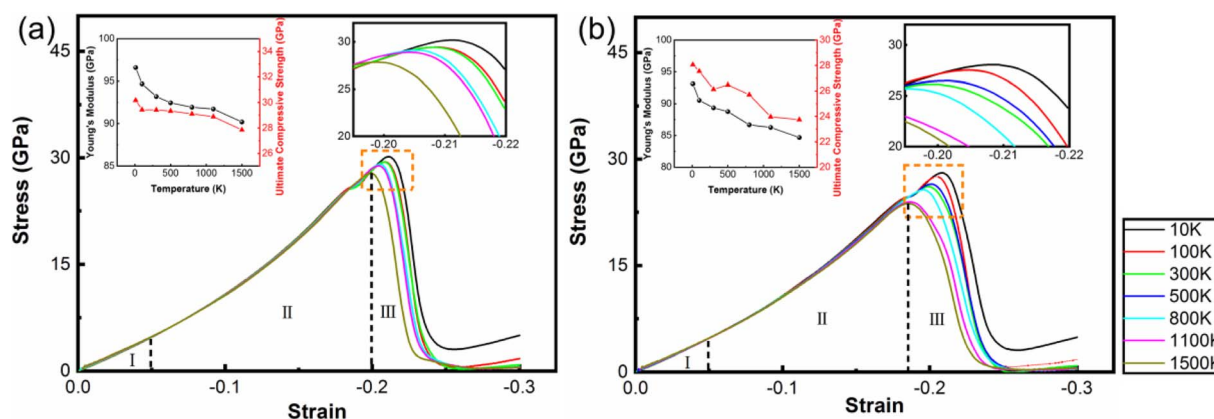 (a)
45
30
15
0
Stress (GPa)
0.0
-0.1
-0.2
-0.3
Strain
I
II
III
Young's Modulus (GPa)
100
95
90
85
0
500
1000
1500
Temperature (K)
Ultimate Compressive Strength (GPa)
34
32
30
28
26
24
30
20
-0.20
-0.21
-0.22
(b)
45
30
15
0
Stress (GPa)
0.0
-0.1
-0.2
-0.3
Strain
I
II
III
Young's Modulus (GPa)
100
95
90
85
80
0
500
1000
1500
Temperature (K)
Ultimate Compressive Strength (GPa)
30
28
26
24
22
20
30
20
-0.20
-0.21
-0.22
10K
100K
300K
500K
800K
1100K
1500K